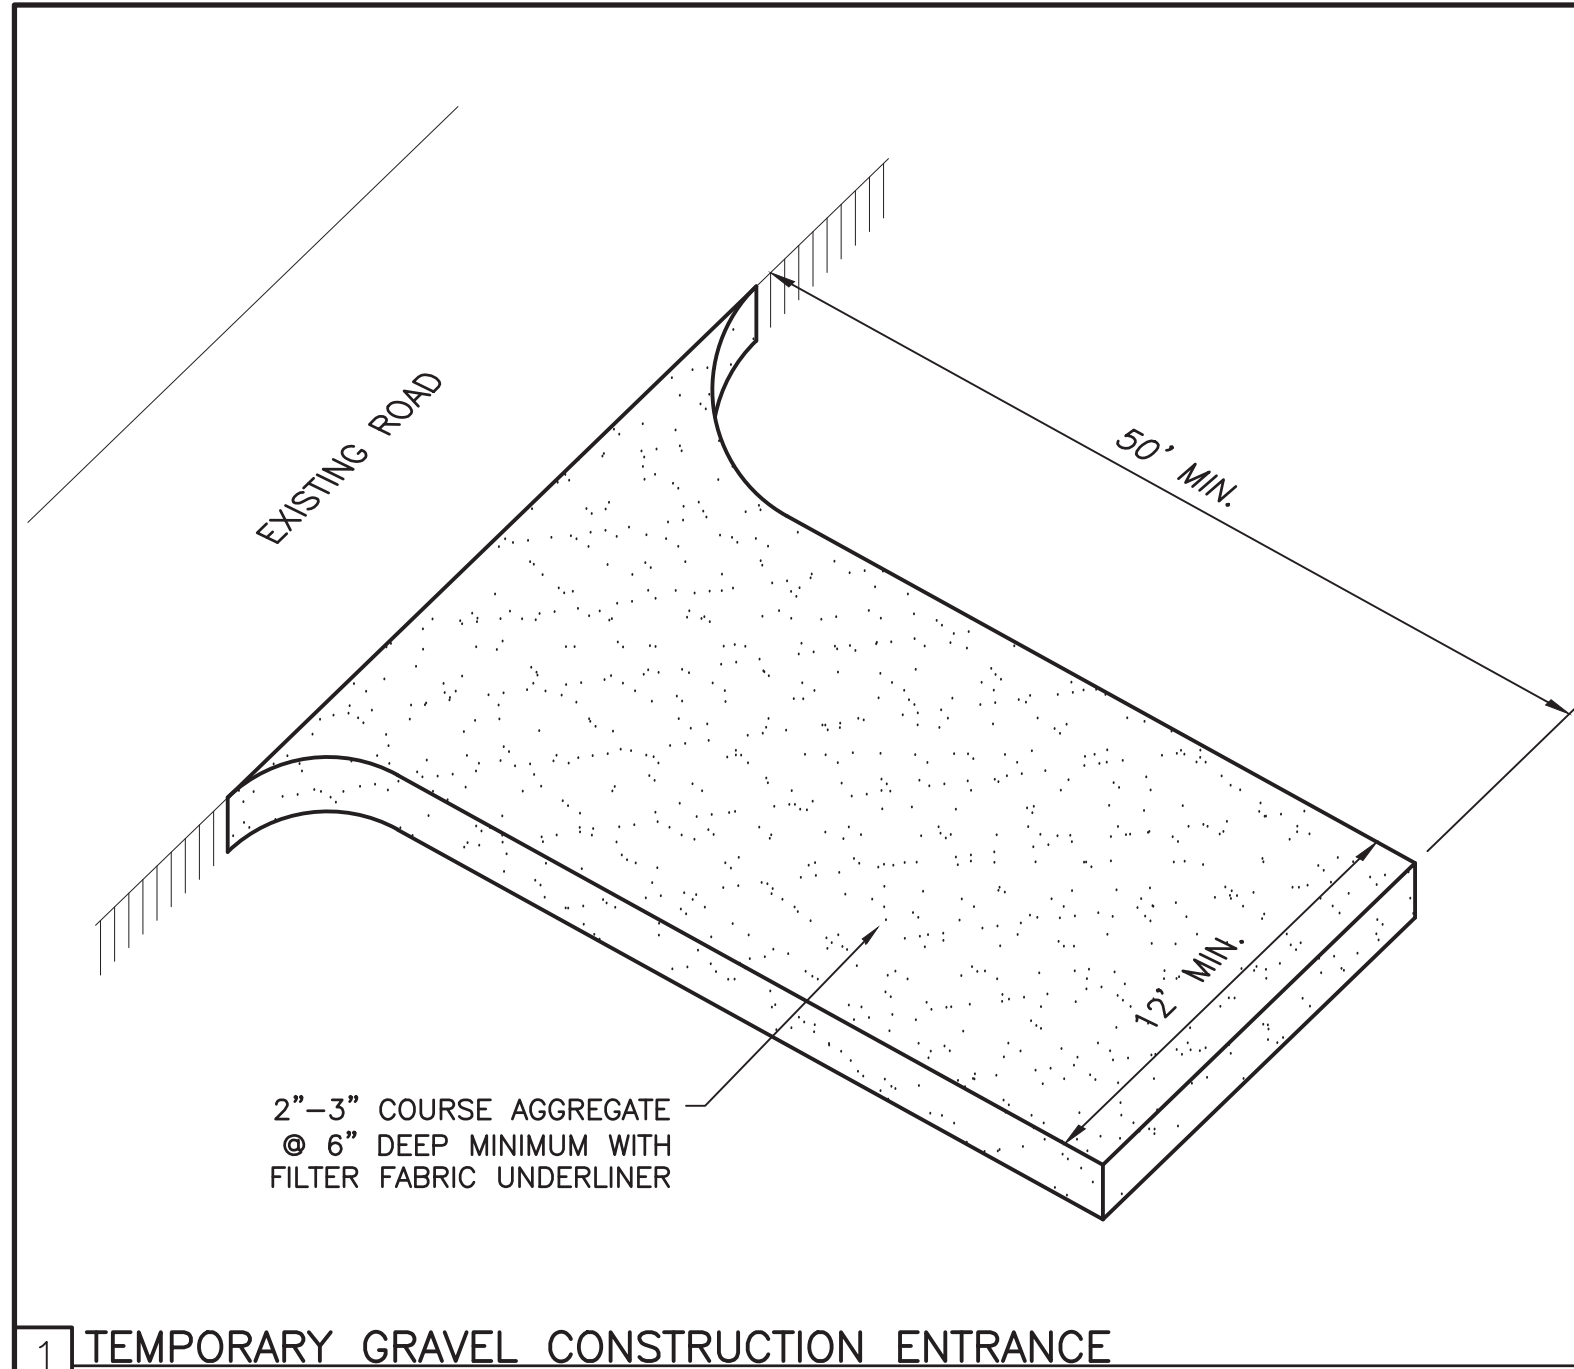 EXISTING ROAD
50' MIN.
12' MIN.
2”–3” COURSE AGGREGATE
@ 6” DEEP MINIMUM WITH
FILTER FABRIC UNDERLINER
1 TEMPORARY GRAVEL CONSTRUCTION ENTRANCE